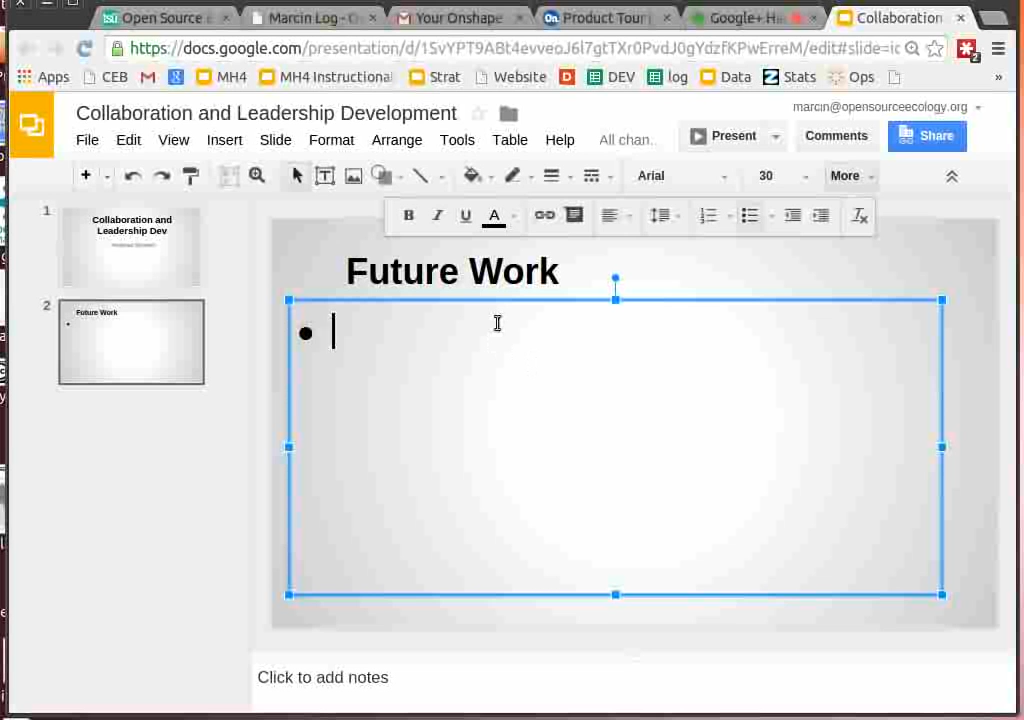 Open Source E
Marcin Log - O
Your Onshape
Product Tour
Google+ Ha
Collaboration
https://docs.google.com/presentation/d/1SvYPT9ABt4evveoJ6l7gtTXr0PvdJ0gYdzfKPwErreM/edit#slide=ic
Apps CEB MH4 MH4 Instructional Strat Website DEV log Data Stats Ops »
Collaboration and Leadership Development
marcin@opensourceecology.org
File Edit View Insert Slide Format Arrange Tools Table Help All chan...
Present Comments Share
Arial 30 More
B I U A
1
Collaboration and
Leadership Dev
2
Future Work
Future Work
Click to add notes